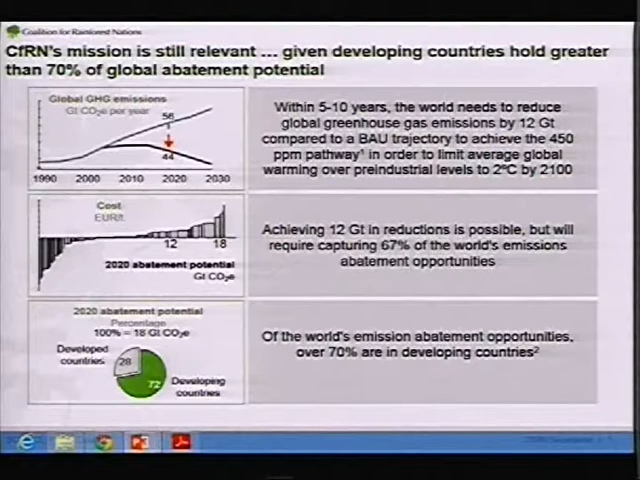 Coalition for Rainforest Nations
CfRN's mission is still relevant ... given developing countries hold greater
than 70% of global abatement potential
Global GHG emissions
Gt CO₂e per year
56
44
1990 2000 2010 2020 2030
Within 5-10 years, the world needs to reduce
global greenhouse gas emissions by 12 Gt
compared to a BAU trajectory to achieve the 450
ppm pathway¹ in order to limit average global
warming over preindustrial levels to 2ºC by 2100
Cost
EUR/t
12 18
2020 abatement potential
Gt CO₂e
Achieving 12 Gt in reductions is possible, but will
require capturing 67% of the world's emissions
abatement opportunities
2020 abatement potential
Percentage
100% = 18 Gt CO₂e
Developed
countries
28
72
Developing
countries
Of the world's emission abatement opportunities,
over 70% are in developing countries²